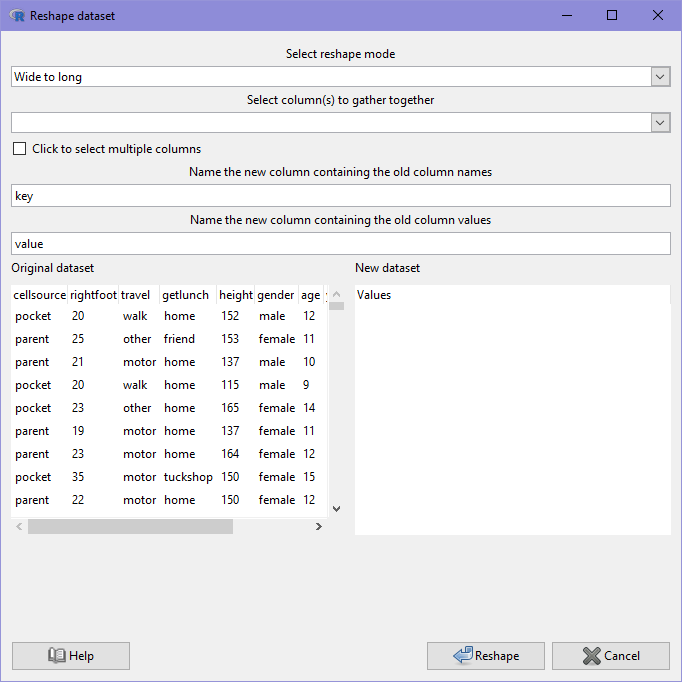 Reshape dataset
Select reshape mode
Wide to long
Select column(s) to gather together
Click to select multiple columns
Name the new column containing the old column names
key
Name the new column containing the old column values
value
Original dataset
New dataset
cellsource rightfoot travel getlunch height gender age
pocket 20 walk home 152 male 12
parent 25 other friend 153 female 11
parent 21 motor home 137 male 10
pocket 20 walk home 115 male 9
pocket 23 other home 165 female 14
parent 19 motor home 137 female 11
parent 23 motor home 164 female 12
pocket 35 motor tuckshop 150 female 15
parent 22 motor home 150 female 12
Values
Help
Reshape
Cancel